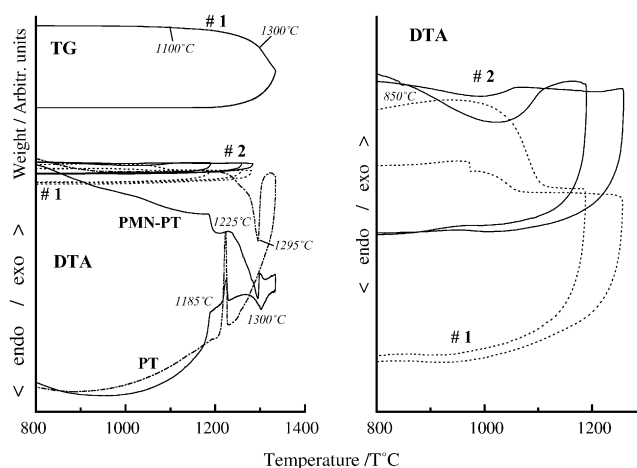 # 1
1300°C
TG
1100°C
Weight / Arbitr. units
# 2
# 1
PMN-PT
1225°C
1295°C
DTA
1185°C
1300°C
PT
< endo / exo >
800 1000 1200 1400
DTA
# 2
850°C
< endo / exo >
# 1
800 1000 1200
Temperature /T°C